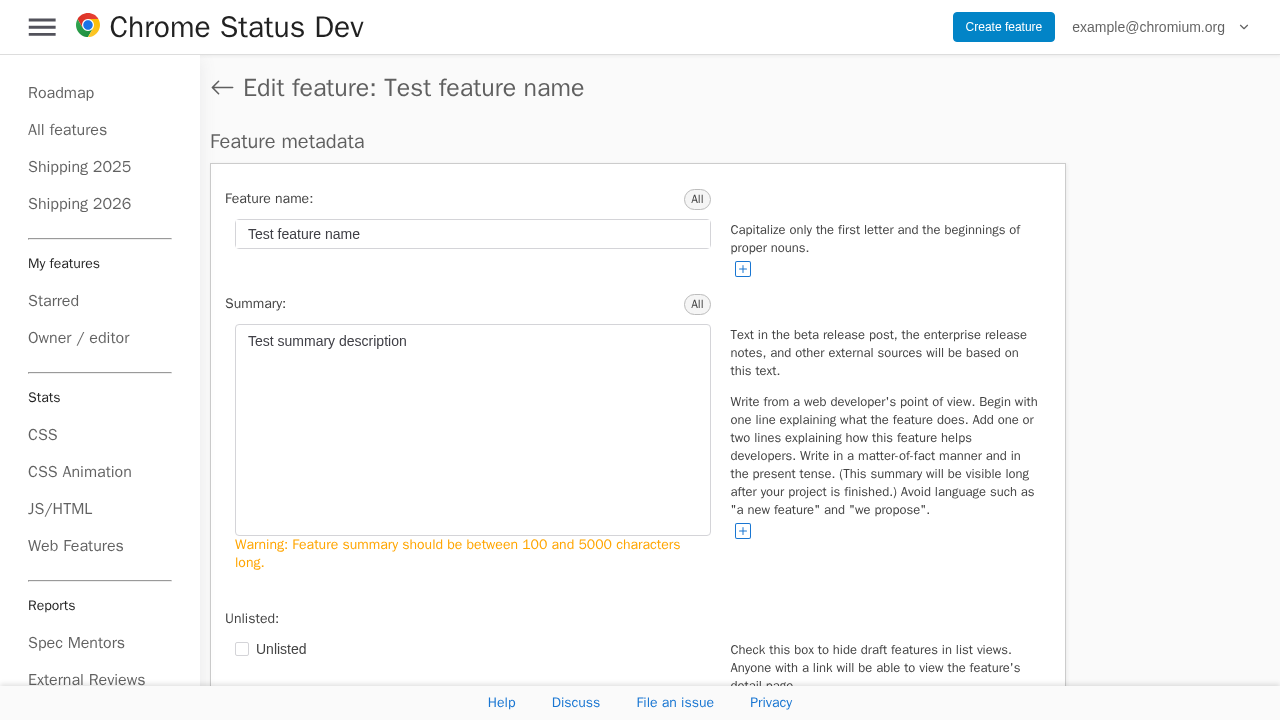 Chrome Status Dev
Create feature
example@chromium.org
Roadmap
All features
Shipping 2025
Shipping 2026
My features
Starred
Owner / editor
Stats
CSS
CSS Animation
JS/HTML
Web Features
Reports
Spec Mentors
External Reviews
Edit feature: Test feature name
Feature metadata
Feature name:
All
Test feature name
Capitalize only the first letter and the beginnings of
proper nouns.
Summary:
All
Test summary description
Text in the beta release post, the enterprise release
notes, and other external sources will be based on
this text.
Write from a web developer's point of view. Begin with
one line explaining what the feature does. Add one or
two lines explaining how this feature helps
developers. Write in a matter-of-fact manner and in
the present tense. (This summary will be visible long
after your project is finished.) Avoid language such as
"a new feature" and "we propose".
Warning: Feature summary should be between 100 and 5000 characters
long.
Unlisted:
Unlisted
Check this box to hide draft features in list views.
Anyone with a link will be able to view the feature's
detail page.
Help
Discuss
File an issue
Privacy